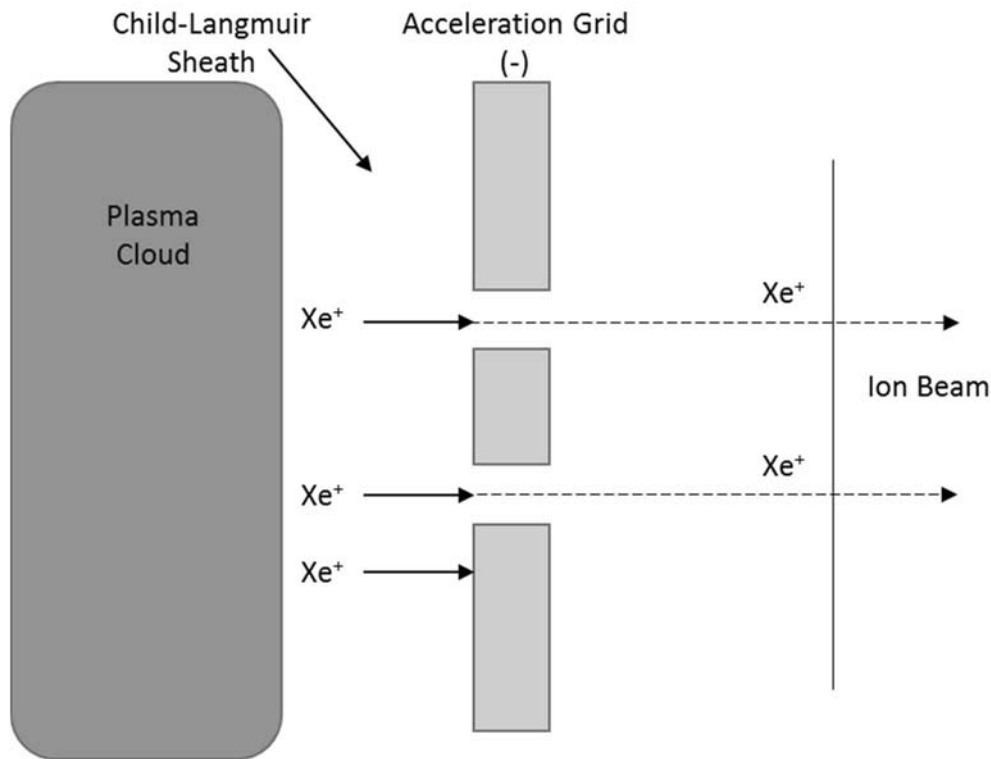 Child-Langmuir
Sheath
Acceleration Grid
(-)
Plasma
Cloud
Xe⁺
Xe⁺
Ion Beam
Xe⁺
Xe⁺
Xe⁺